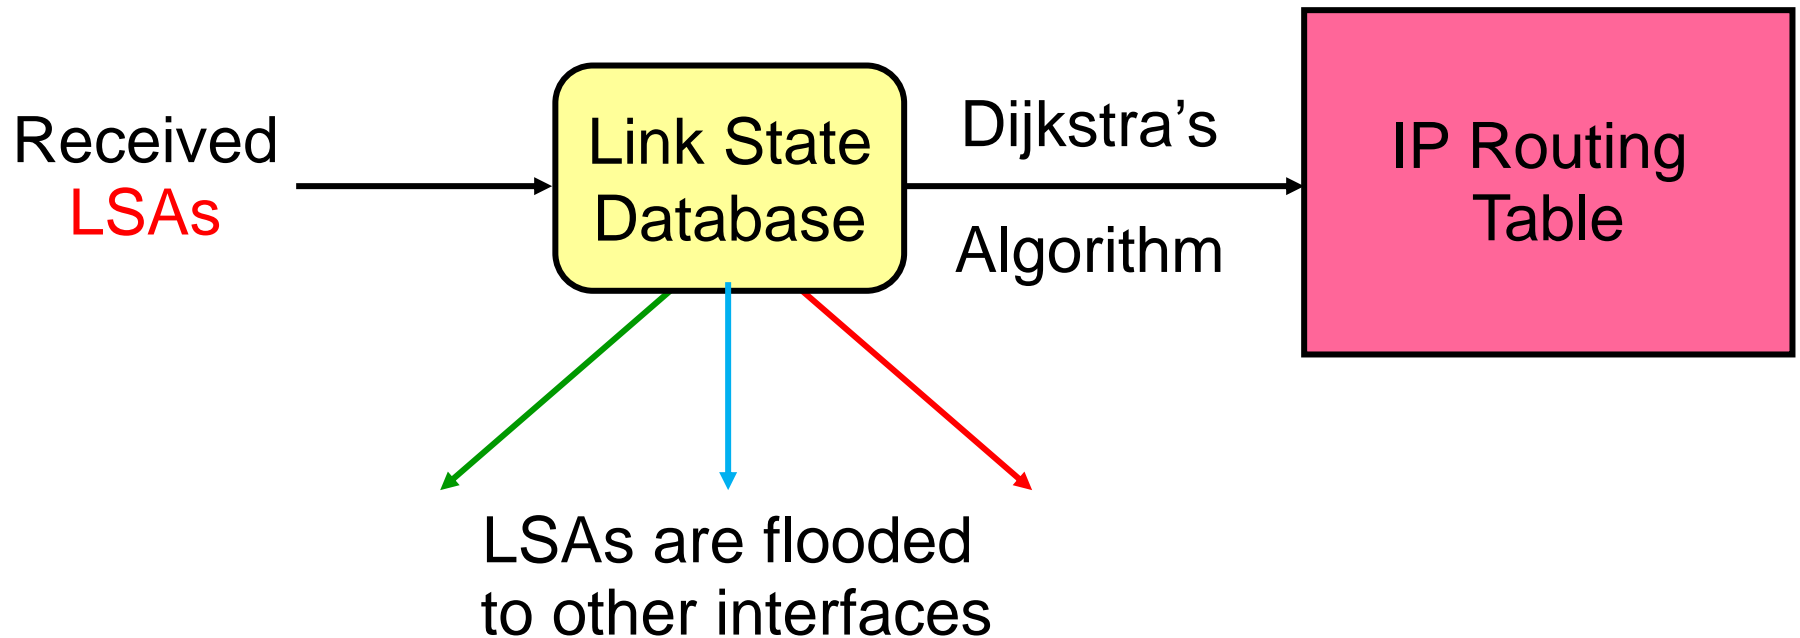 Received
LSAs
Link State
Database
Dijkstra’s
Algorithm
IP Routing
Table
LSAs are flooded
to other interfaces